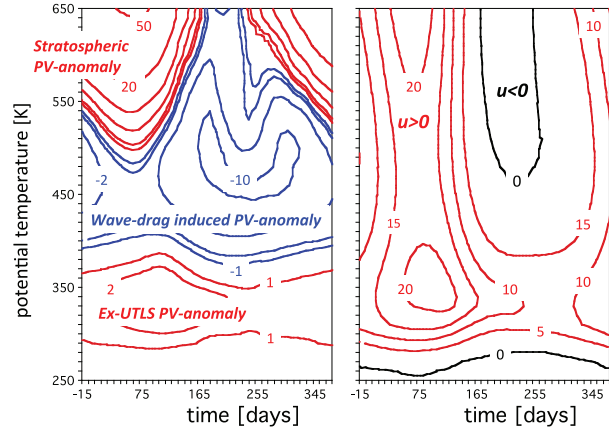 650
50
Stratospheric
PV-anomaly
20
550
potential temperature [K]
450
-2
-10
Wave-drag induced PV-anomaly
-1
350
2
1
Ex-UTLS PV-anomaly
1
250
-15 75 165 255 345
time [days]
10
10
20
u>0
u<0
0
15
15
20
10
10
5
0
-15 75 165 255 345
time [days]